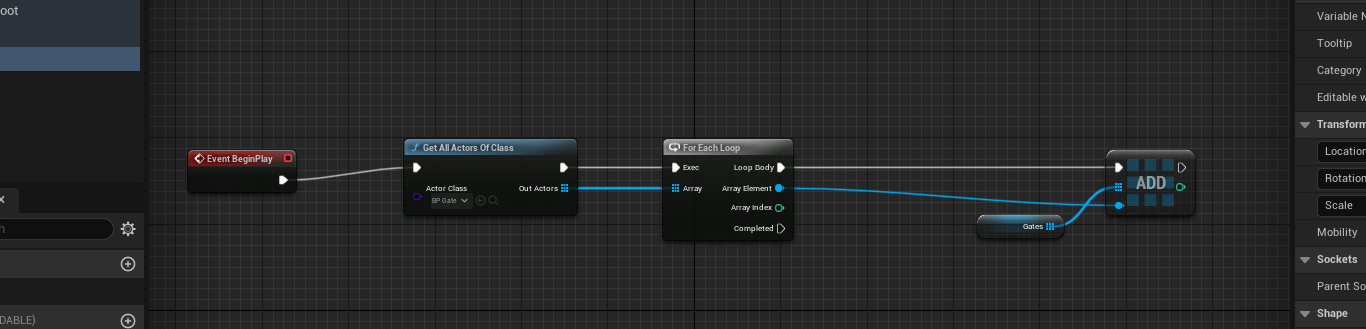 oot
Event BeginPlay
Get All Actors Of Class
Actor Class
BP Gate
Out Actors
For Each Loop
Exec
Loop Body
Array
Array Element
Array Index
Completed
Gates
ADD
DABLE)
Variable N
Tooltip
Category
Editable w
Transform
Location
Rotation
Scale
Mobility
Sockets
Parent So
Shape